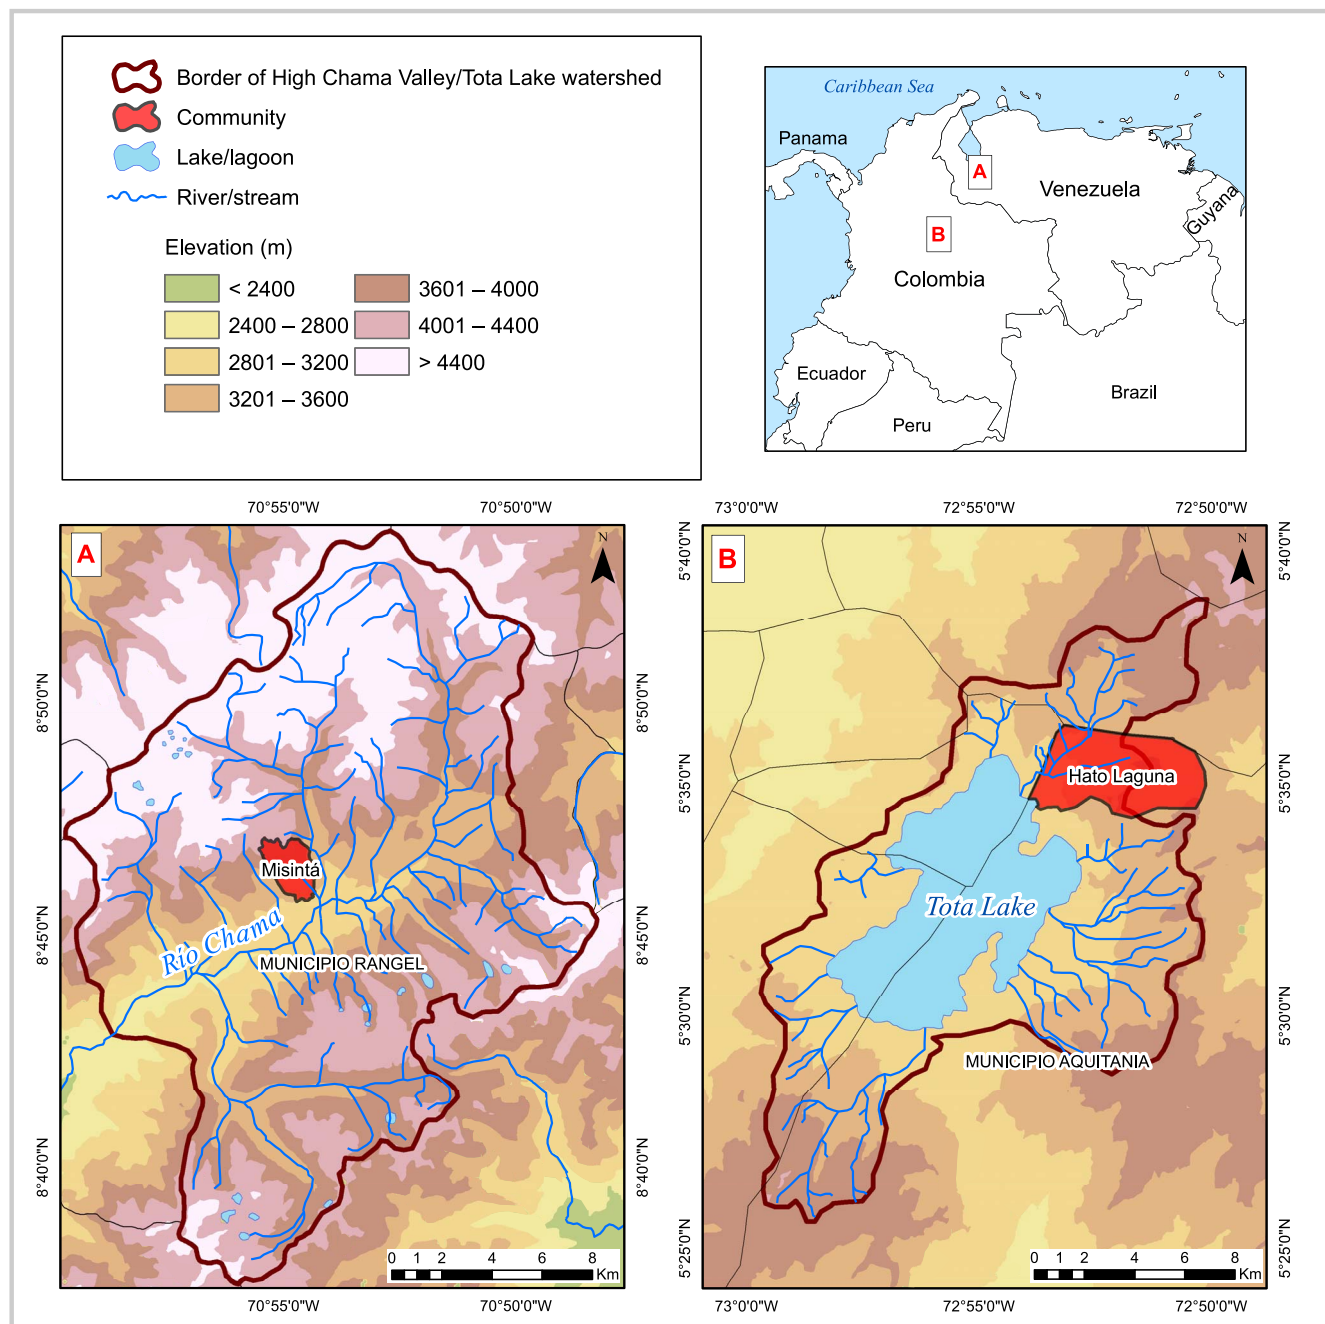 Border of High Chama Valley/Tota Lake watershed
Community
Lake/lagoon
River/stream
Elevation (m)
< 2400
2400 – 2800
2801 – 3200
3201 – 3600
3601 – 4000
4001 – 4400
> 4400
Caribbean Sea
Panama
A
Venezuela
Guyana
B
Colombia
Ecuador
Peru
Brazil
70°55'0"W
70°50'0"W
A
N
8°50'0"N
8°50'0"N
Misintá
Río Chama
MUNICIPIO RANGEL
8°45'0"N
8°45'0"N
8°40'0"N
8°40'0"N
0 1 2 4 6 8
Km
70°55'0"W
70°50'0"W
73°0'0"W
72°55'0"W
72°50'0"W
B
N
5°40'0"N
5°40'0"N
Hato Laguna
5°35'0"N
5°35'0"N
Tota Lake
5°30'0"N
5°30'0"N
MUNICIPIO AQUITANIA
5°25'0"N
5°25'0"N
0 1 2 4 6 8
Km
73°0'0"W
72°55'0"W
72°50'0"W